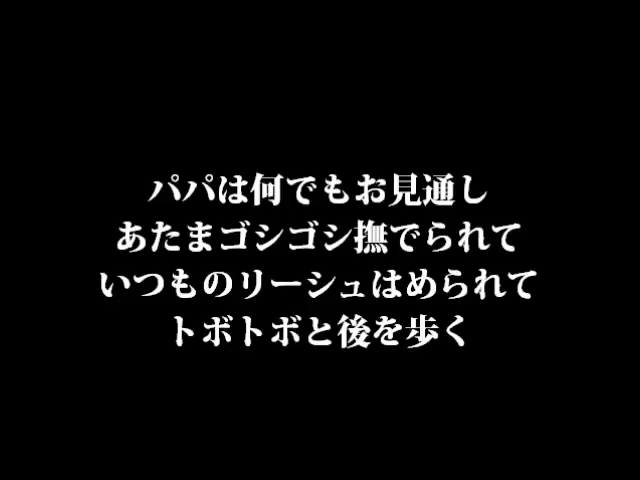 パパは何でもお見通し
あたまゴシゴシ撫でられて
いつものリーシュはめられて
トボトボと後を歩く